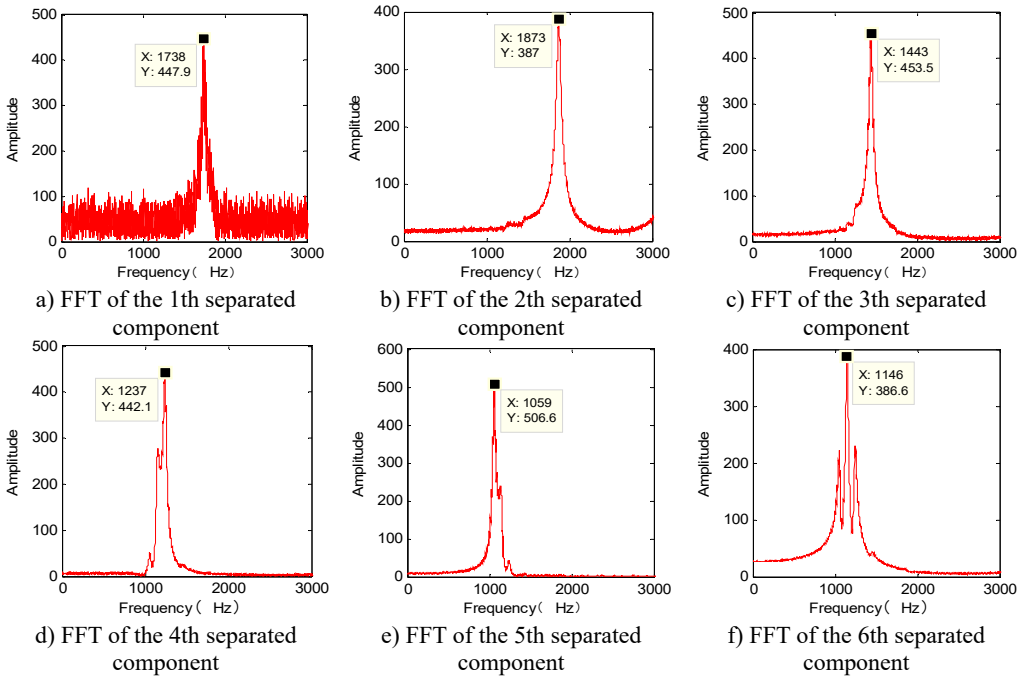 500
400
300
200
100
0
Amplitude
X: 1738
Y: 447.9
0 1000 2000 3000
Frequency( Hz)
a) FFT of the 1th separated
component
400
300
200
100
0
Amplitude
X: 1873
Y: 387
0 1000 2000 3000
Frequency( Hz)
b) FFT of the 2th separated
component
500
400
300
200
100
0
Amplitude
X: 1443
Y: 453.5
0 1000 2000 3000
Frequency( Hz)
c) FFT of the 3th separated
component
500
400
300
200
100
0
Amplitude
X: 1237
Y: 442.1
0 1000 2000 3000
Frequency( Hz)
d) FFT of the 4th separated
component
600
500
400
300
200
100
0
Amplitude
X: 1059
Y: 506.6
0 1000 2000 3000
Frequency( Hz)
e) FFT of the 5th separated
component
400
300
200
100
0
Amplitude
X: 1146
Y: 386.6
0 1000 2000 3000
Frequency( Hz)
f) FFT of the 6th separated
component